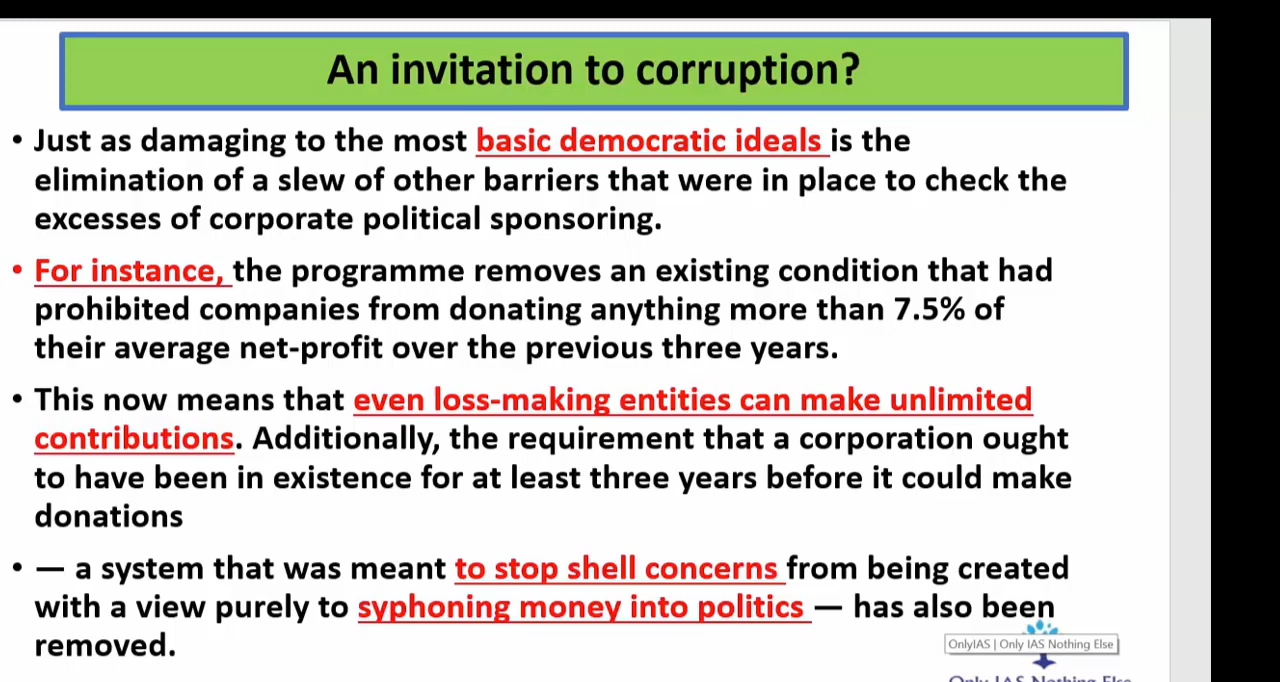 An invitation to corruption?
• Just as damaging to the most basic democratic ideals is the
elimination of a slew of other barriers that were in place to check the
excesses of corporate political sponsoring.
• For instance, the programme removes an existing condition that had
prohibited companies from donating anything more than 7.5% of
their average net-profit over the previous three years.
• This now means that even loss-making entities can make unlimited
contributions. Additionally, the requirement that a corporation ought
to have been in existence for at least three years before it could make
donations
• — a system that was meant to stop shell concerns from being created
with a view purely to syphoning money into politics — has also been
removed.
OnlyIAS | Only IAS Nothing Else
Only IAS Nothing Else